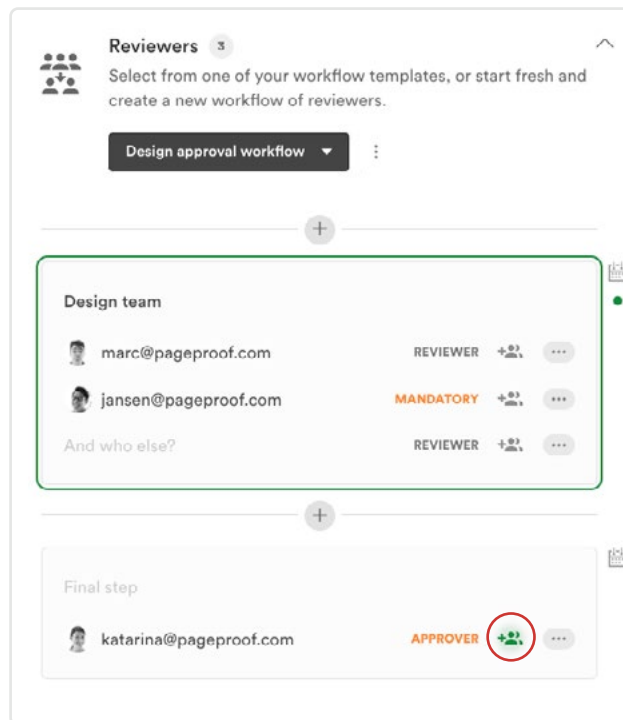 Reviewers 3
Select from one of your workflow templates, or start fresh and
create a new workflow of reviewers.
Design approval workflow
Design team
marc@pageproof.com REVIEWER
jansen@pageproof.com MANDATORY
And who else? REVIEWER
Final step
katarina@pageproof.com APPROVER